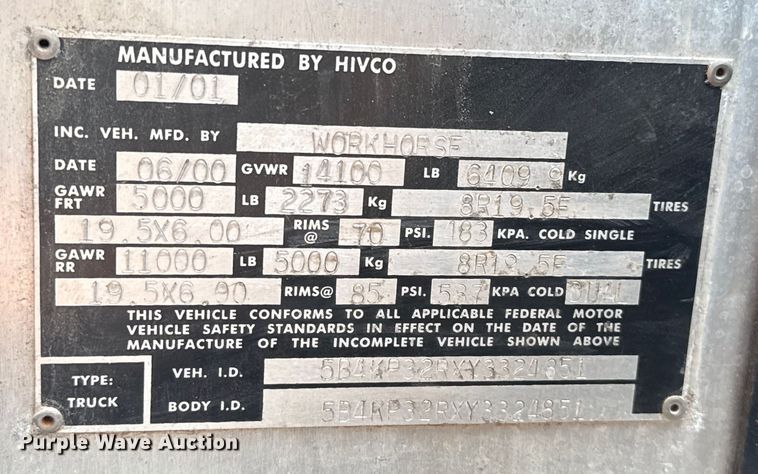 MANUFACTURED BY HIVCO
DATE 01/01
INC. VEH. MFD. BY WORKHORSE
DATE 06/00 GVWR 14100 LB 6409.9 Kg
GAWR FRT 5000 LB 2273 Kg 8R19.5F TIRES
19.5X6.00 RIMS @ 70 PSI. 183 KPA. COLD SINGLE
GAWR RR 11000 LB 5000 Kg 8R19.5F TIRES
19.5X6.00 RIMS@ 85 PSI. 537 KPA COLD DUAL
THIS VEHICLE CONFORMS TO ALL APPLICABLE FEDERAL MOTOR
VEHICLE SAFETY STANDARDS IN EFFECT ON THE DATE OF THE
MANUFACTURE OF THE INCOMPLETE VEHICLE SHOWN ABOVE
TYPE: TRUCK
VEH. I.D. 5B4KP32RXY3324851
BODY I.D. 5B4KP32RXY3324851
Purple Wave Auction